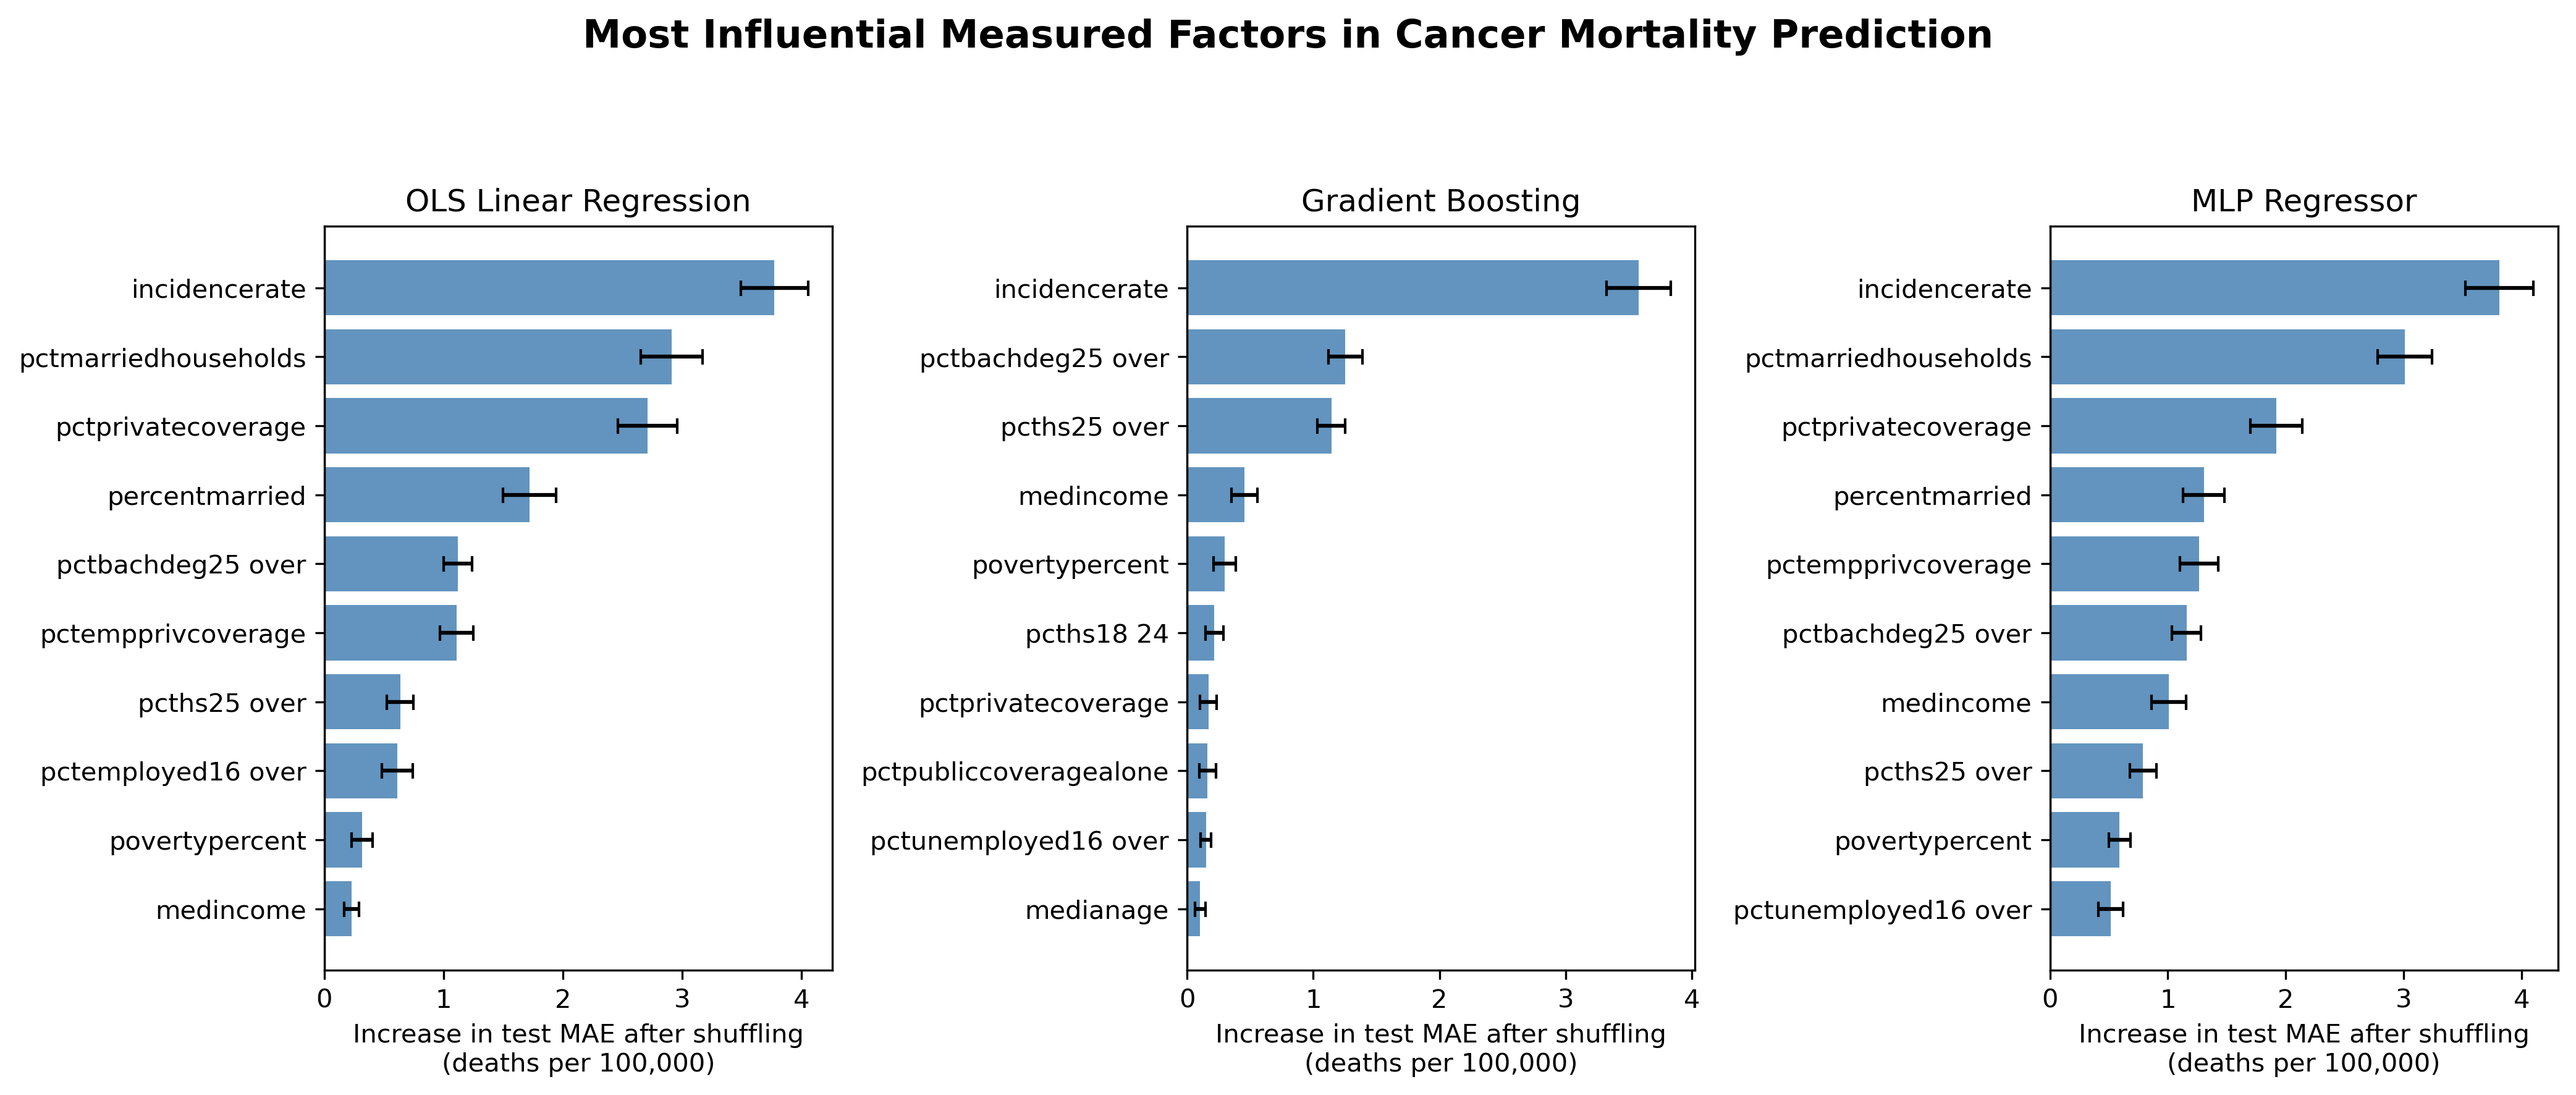 Most Influential Measured Factors in Cancer Mortality Prediction
OLS Linear Regression
incidencerate
pctmarriedhouseholds
pctprivatecoverage
percentmarried
pctbachdeg25 over
pctempprivcoverage
pcths25 over
pctemployed16 over
povertypercent
medincome
0 1 2 3 4
Increase in test MAE after shuffling
(deaths per 100,000)
Gradient Boosting
incidencerate
pctbachdeg25 over
pcths25 over
medincome
povertypercent
pcths18 24
pctprivatecoverage
pctpubliccoveragealone
pctunemployed16 over
medianage
0 1 2 3 4
Increase in test MAE after shuffling
(deaths per 100,000)
MLP Regressor
incidencerate
pctmarriedhouseholds
pctprivatecoverage
percentmarried
pctempprivcoverage
pctbachdeg25 over
medincome
pcths25 over
povertypercent
pctunemployed16 over
0 1 2 3 4
Increase in test MAE after shuffling
(deaths per 100,000)